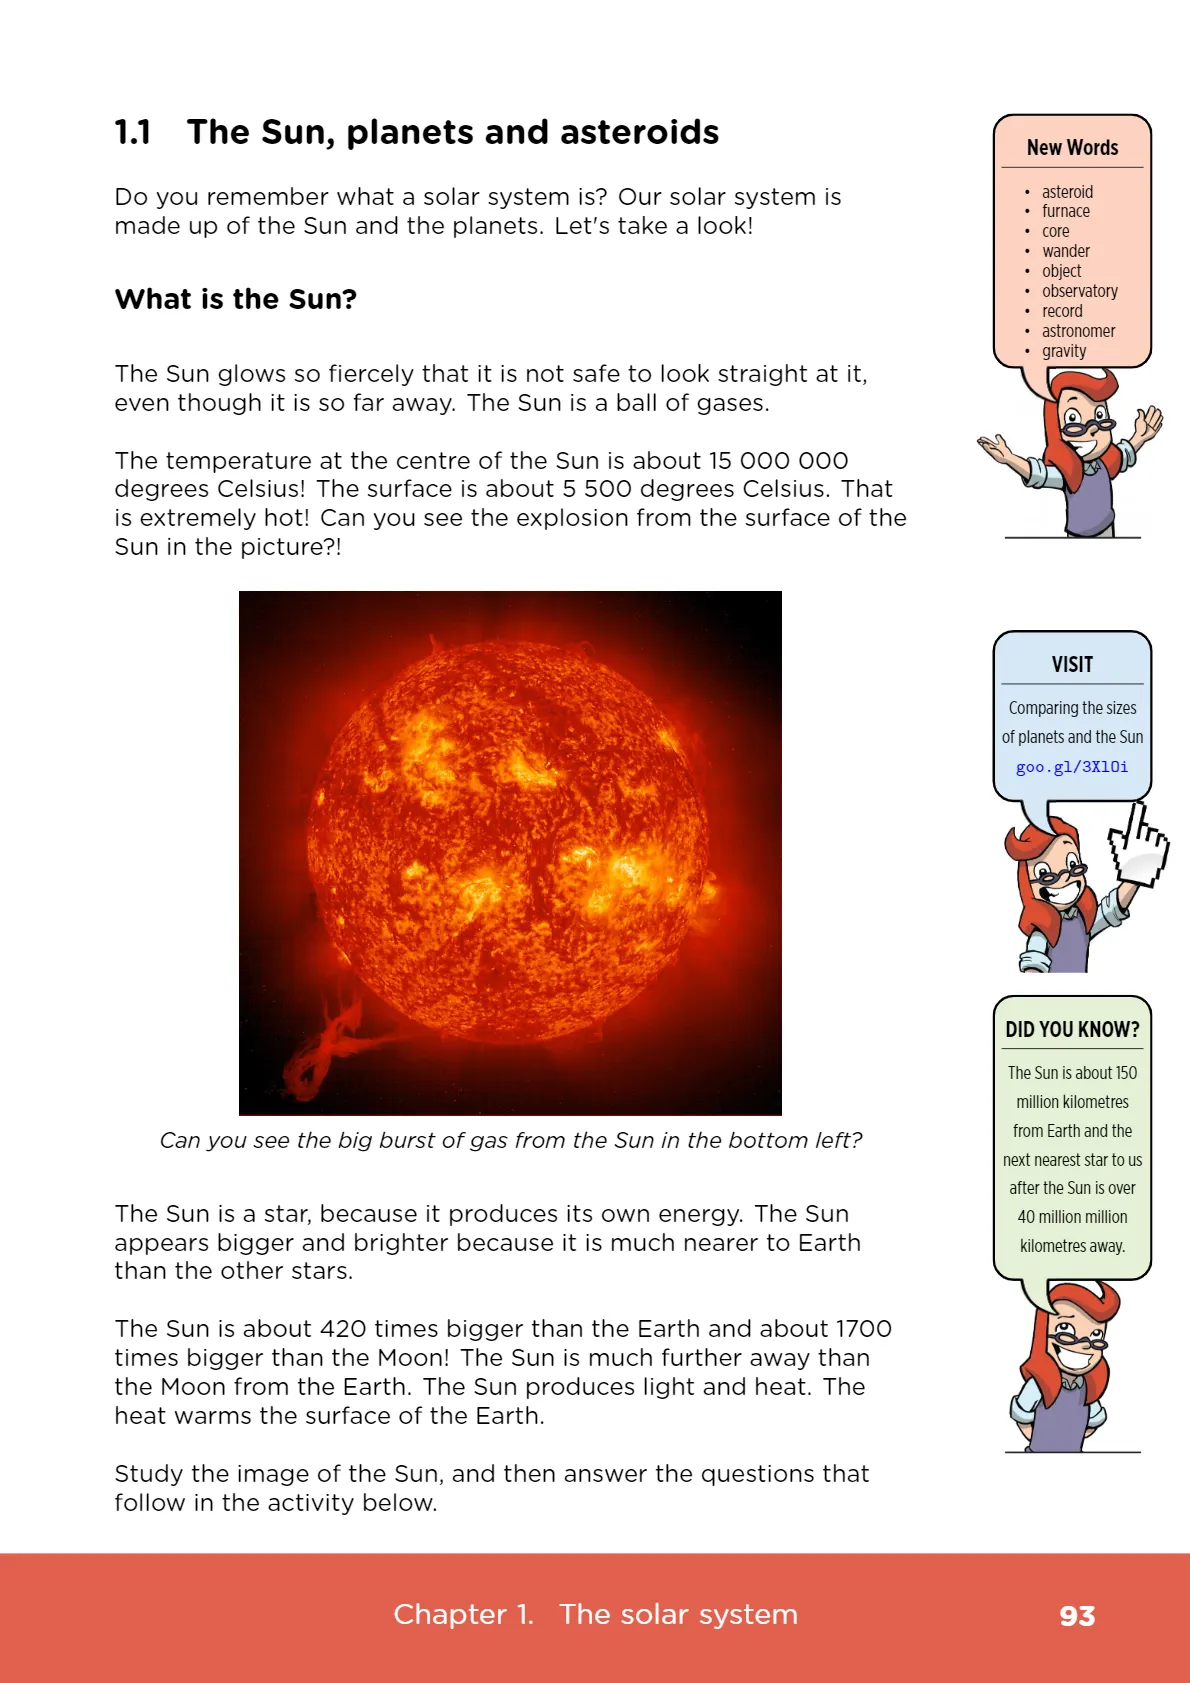 1.1 The Sun, planets and asteroids
Do you remember what a solar system is? Our solar system is
made up of the Sun and the planets. Let's take a look!
What is the Sun?
The Sun glows so fiercely that it is not safe to look straight at it,
even though it is so far away. The Sun is a ball of gases.
The temperature at the centre of the Sun is about 15 000 000
degrees Celsius! The surface is about 5 500 degrees Celsius. That
is extremely hot! Can you see the explosion from the surface of the
Sun in the picture?!
Can you see the big burst of gas from the Sun in the bottom left?
The Sun is a star, because it produces its own energy. The Sun
appears bigger and brighter because it is much nearer to Earth
than the other stars.
The Sun is about 420 times bigger than the Earth and about 1700
times bigger than the Moon! The Sun is much further away than
the Moon from the Earth. The Sun produces light and heat. The
heat warms the surface of the Earth.
Study the image of the Sun, and then answer the questions that
follow in the activity below.
New Words
• asteroid
• furnace
• core
• wander
• object
• observatory
• record
• astronomer
• gravity
VISIT
Comparing the sizes
of planets and the Sun
goo.gl/3XlOi
DID YOU KNOW?
The Sun is about 150
million kilometres
from Earth and the
next nearest star to us
after the Sun is over
40 million million
kilometres away.
Chapter 1. The solar system
93